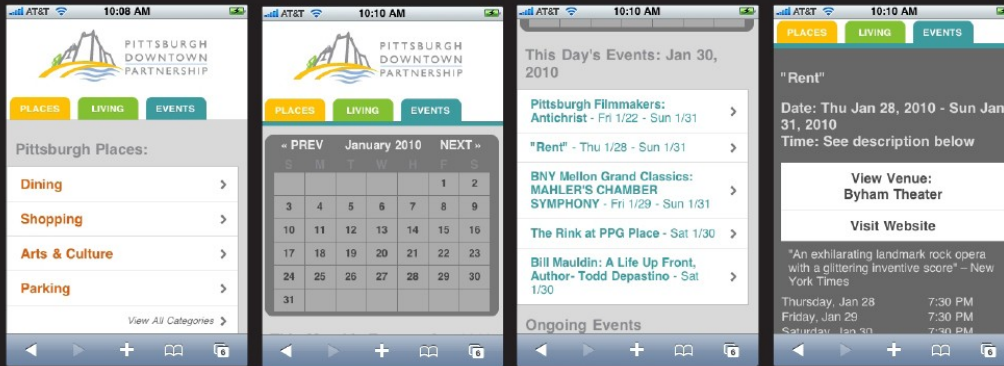 AT&T 10:08 AM
PITTSBURGH
DOWNTOWN
PARTNERSHIP
PLACES LIVING EVENTS
Pittsburgh Places:
Dining
Shopping
Arts & Culture
Parking
View All Categories
6
AT&T 10:10 AM
PITTSBURGH
DOWNTOWN
PARTNERSHIP
PLACES LIVING EVENTS
« PREV January 2010 NEXT »
S M T W H F S
1 2
3 4 5 6 7 8 9
10 11 12 13 14 15 16
17 18 19 20 21 22 23
24 25 26 27 28 29 30
31
6
AT&T 10:10 AM
This Day's Events: Jan 30,
2010
Pittsburgh Filmmakers:
Antichrist - Fri 1/22 - Sun 1/31
"Rent" - Thu 1/28 - Sun 1/31
BNY Mellon Grand Classics:
MAHLER'S CHAMBER
SYMPHONY - Fri 1/29 - Sun 1/31
The Rink at PPG Place - Sat 1/30
Bill Mauldin: A Life Up Front,
Author- Todd Depastino - Sat
1/30
Ongoing Events
6
AT&T 10:10 AM
PLACES LIVING EVENTS
"Rent"
Date: Thu Jan 28, 2010 - Sun Jan
31, 2010
Time: See description below
View Venue:
Byham Theater
Visit Website
"An exhilarating landmark rock opera
with a glittering inventive score" – New
York Times
Thursday, Jan 28 7:30 PM
Friday, Jan 29 7:30 PM
Saturday, Jan 30 7:30 PM
6